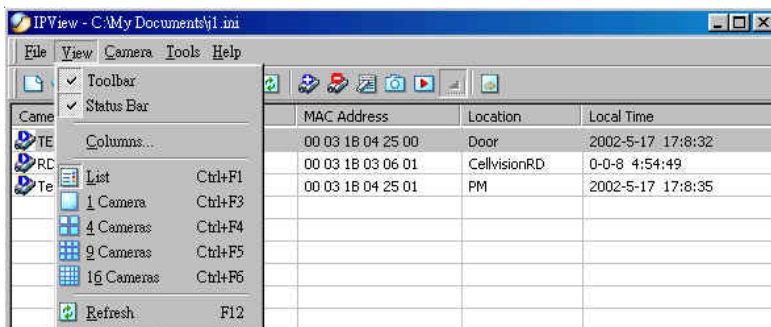 IPView - C:\My Documents\j1.ini
File View Camera Tools Help
Toolbar
Status Bar
Columns...
List Ctrl+F1
1 Camera Ctrl+F3
4 Cameras Ctrl+F4
9 Cameras Ctrl+F5
16 Cameras Ctrl+F6
Refresh F12
Came MAC Address Location Local Time
TE 00 03 1B 04 25 00 Door 2002-5-17 17:8:32
RD 00 03 1B 03 06 01 CellvisionRD 0-0-8 4:54:49
Te 00 03 1B 04 25 01 PM 2002-5-17 17:8:35